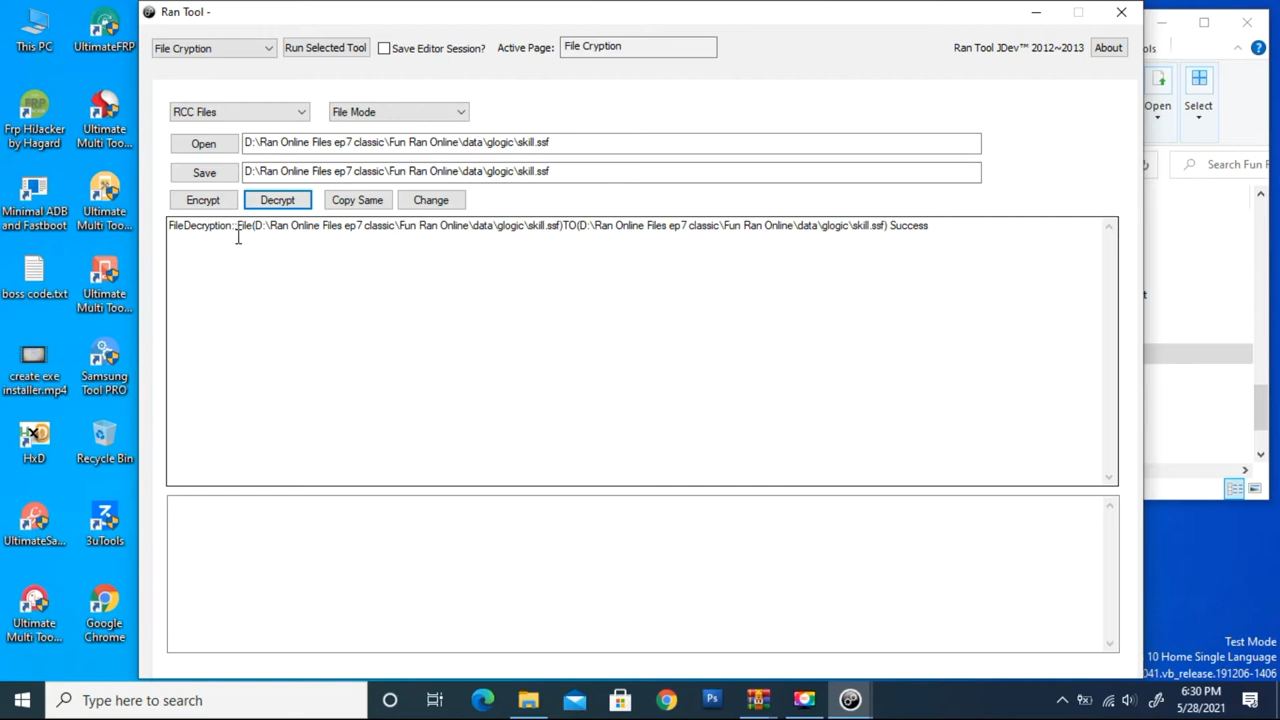 This PC
UltimateFRP
Frp HiJacker
by Hagard
Ultimate
Multi Too...
Minimal ADB
and Fastboot
Ultimate
Multi Too...
boss code.txt
Ultimate
Multi Too...
create exe
installer.mp4
Samsung
Tool PRO
HxD
Recycle Bin
UltimateSa...
3uTools
Ultimate
Multi Too...
Google
Chrome
Ran Tool -
File Cryption
Run Selected Tool
Save Editor Session?
Active Page:
File Cryption
Ran Tool JDev™ 2012~2013
About
RCC Files
File Mode
Open
D:\Ran Online Files ep7 classic\Fun Ran Online\data\glogic\skill.ssf
Save
D:\Ran Online Files ep7 classic\Fun Ran Online\data\glogic\skill.ssf
Encrypt
Decrypt
Copy Same
Change
FileDecryption::File(D:\Ran Online Files ep7 classic\Fun Ran Online\data\glogic\skill.ssf)TO(D:\Ran Online Files ep7 classic\Fun Ran Online\data\glogic\skill.ssf) Success
ols
Open
Select
Search Fun F
t
Test Mode
10 Home Single Language
041.vb_release.191206-1406
Type here to search
Ps
6:30 PM
5/28/2021